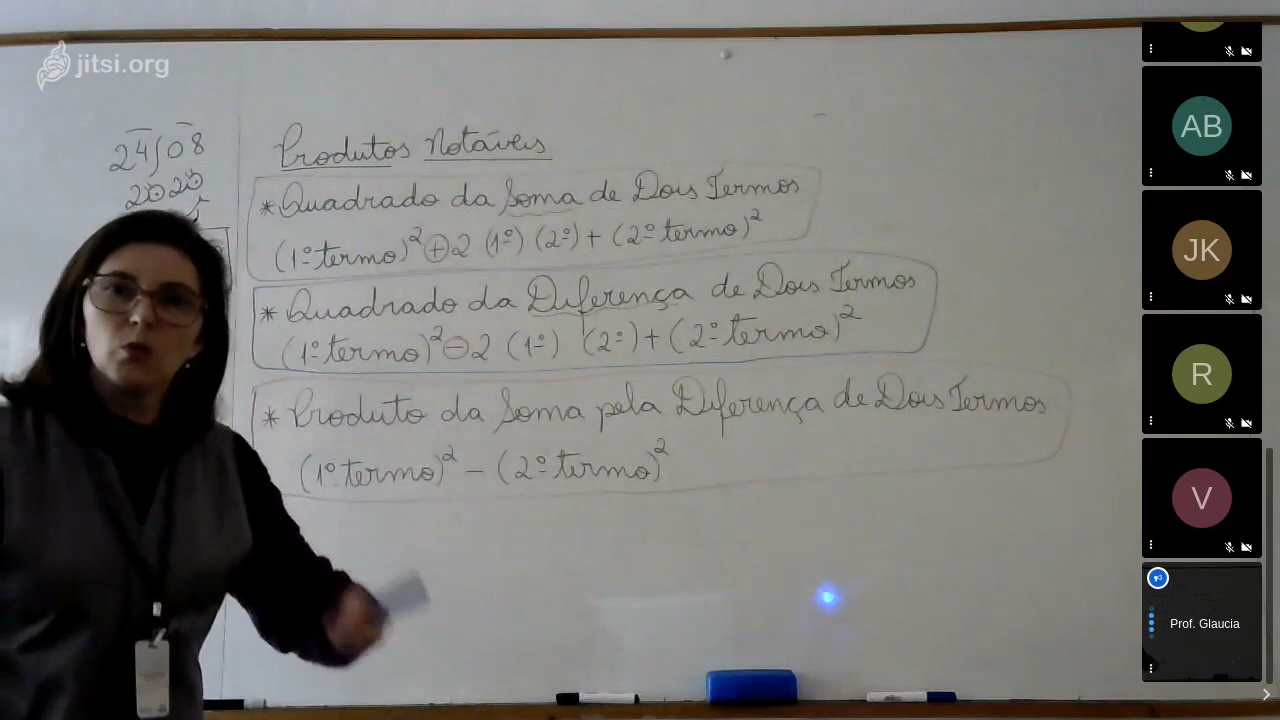 jitsi.org
24/08
2020
Produtos Notáveis
* Quadrado da Soma de Dois Termos
(1º termo)² ⊕ 2 (1º) (2º) + (2º termo)²
* Quadrado da Diferença de Dois Termos
(1º termo)² ⊖ 2 (1º) (2º) + (2º termo)²
* Produto da Soma pela Diferença de Dois Termos
(1º termo)² - (2º termo)²
AB
JK
R
V
Prof. Glaucia